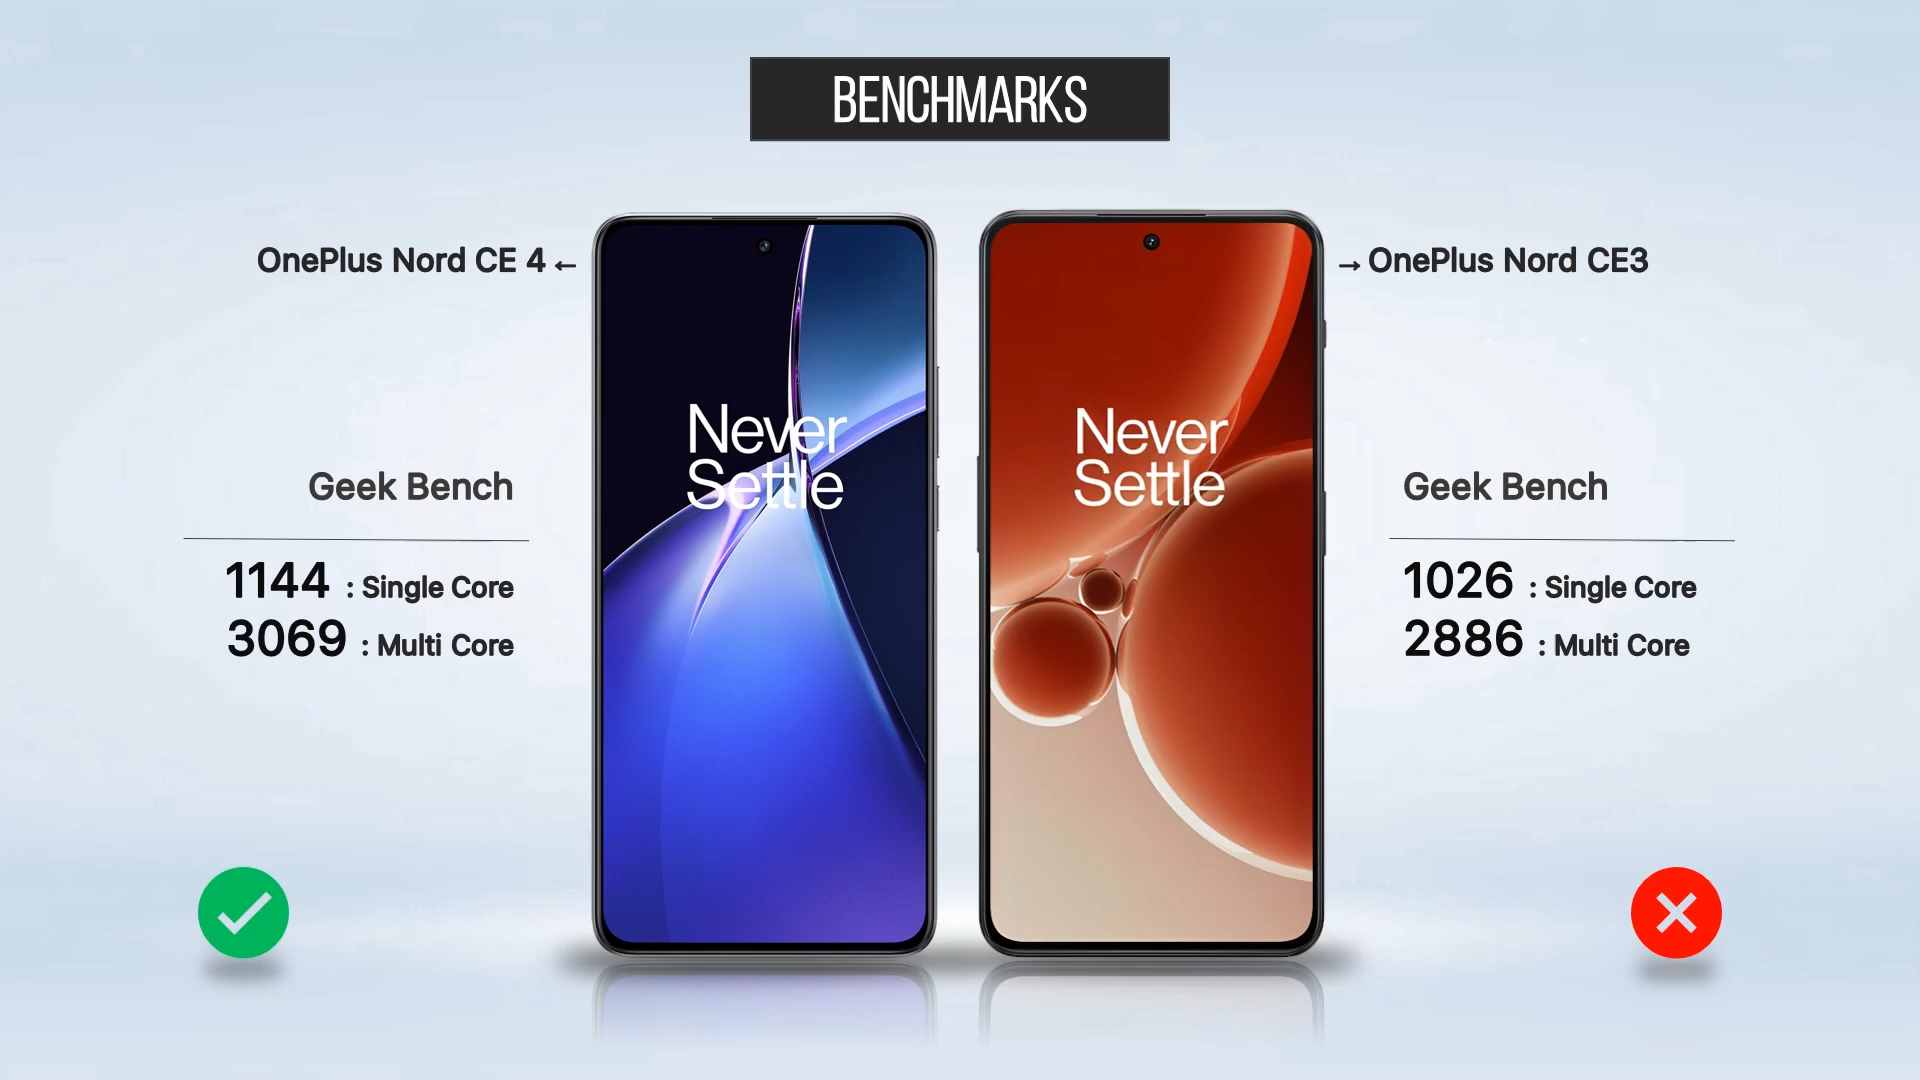 BENCHMARKS
OnePlus Nord CE 4 ←
→ OnePlus Nord CE3
Never
Settle
Never
Settle
Geek Bench
1144 : Single Core
3069 : Multi Core
Geek Bench
1026 : Single Core
2886 : Multi Core